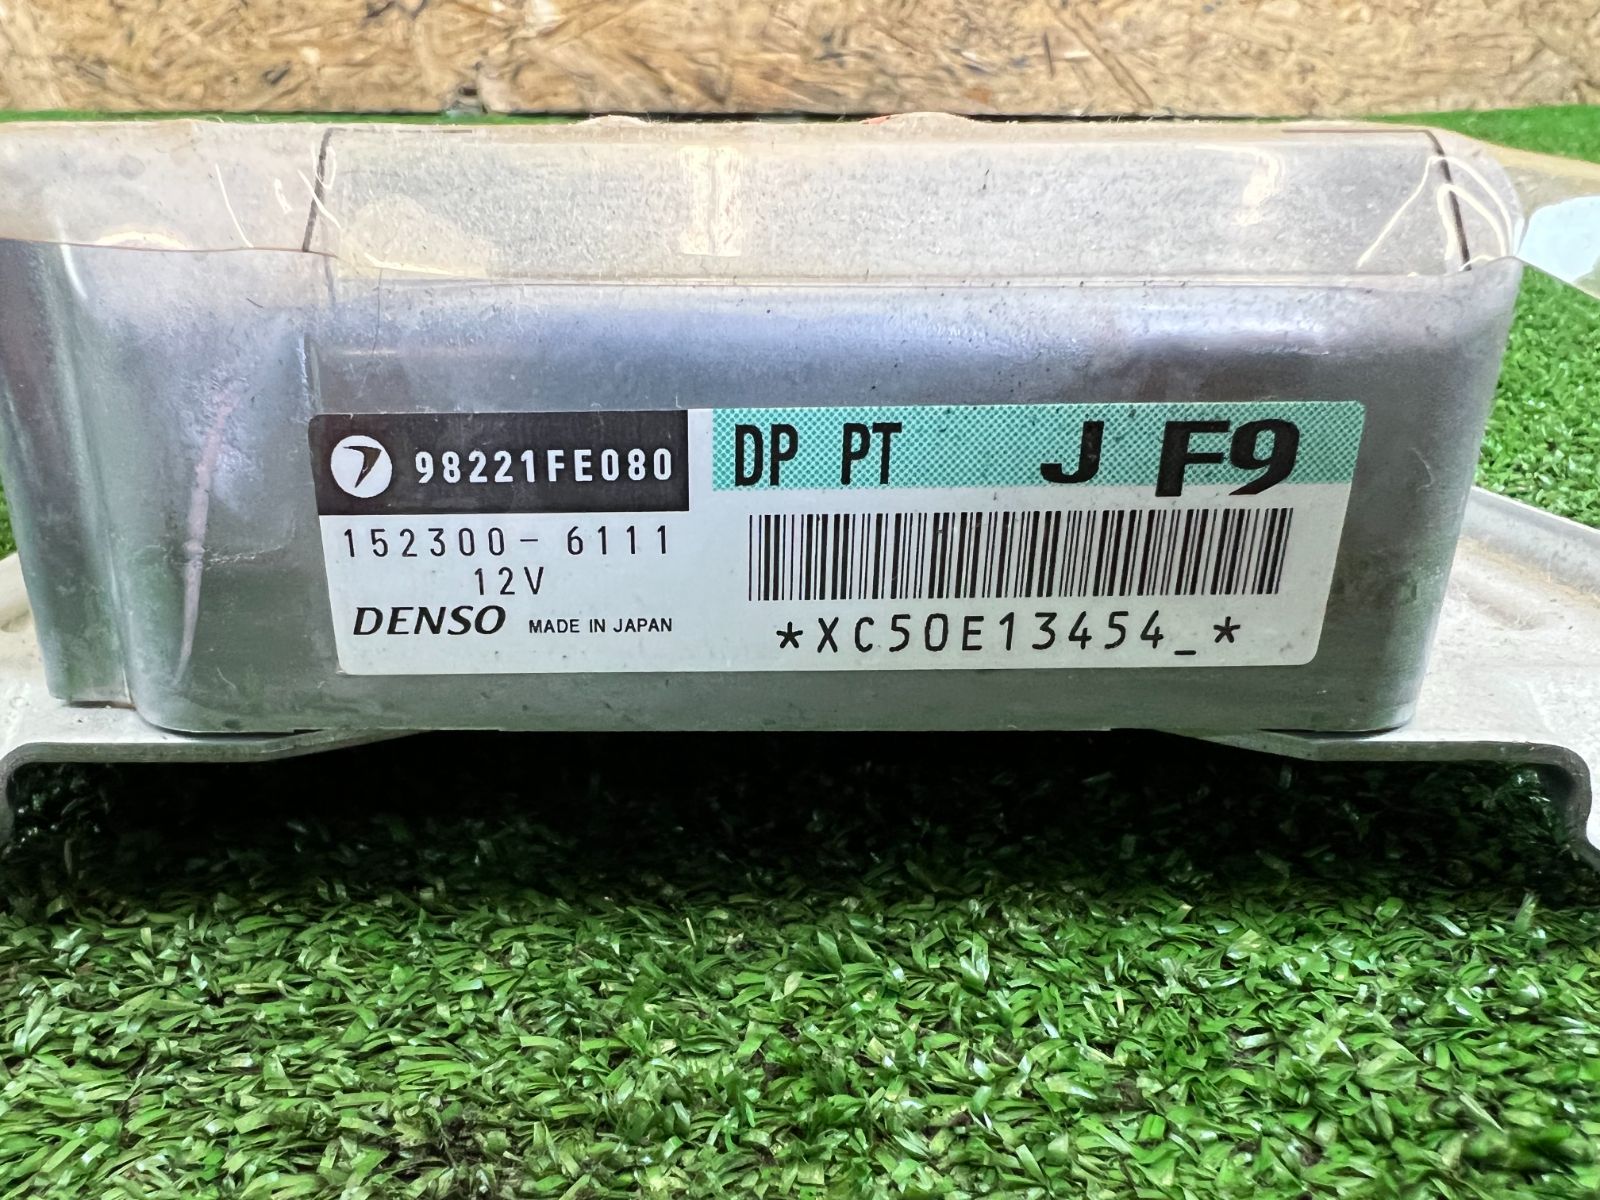 98221FE080
152300-6111
12V
DENSO MADE IN JAPAN
DP PT J F9
*XC50E13454_*